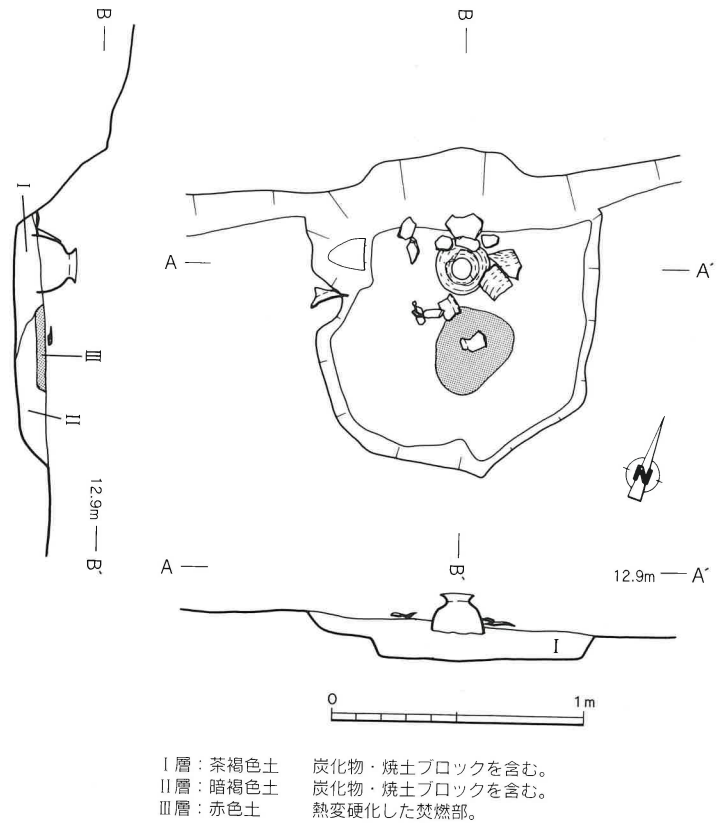 B
B
I
A
A´
III
II
N
12.9m
B´
B´
A
12.9m
A´
I
0
1m
I層：茶褐色土　炭化物・焼土ブロックを含む。
II層：暗褐色土　炭化物・焼土ブロックを含む。
III層：赤色土　熱変硬化した焚燃部。